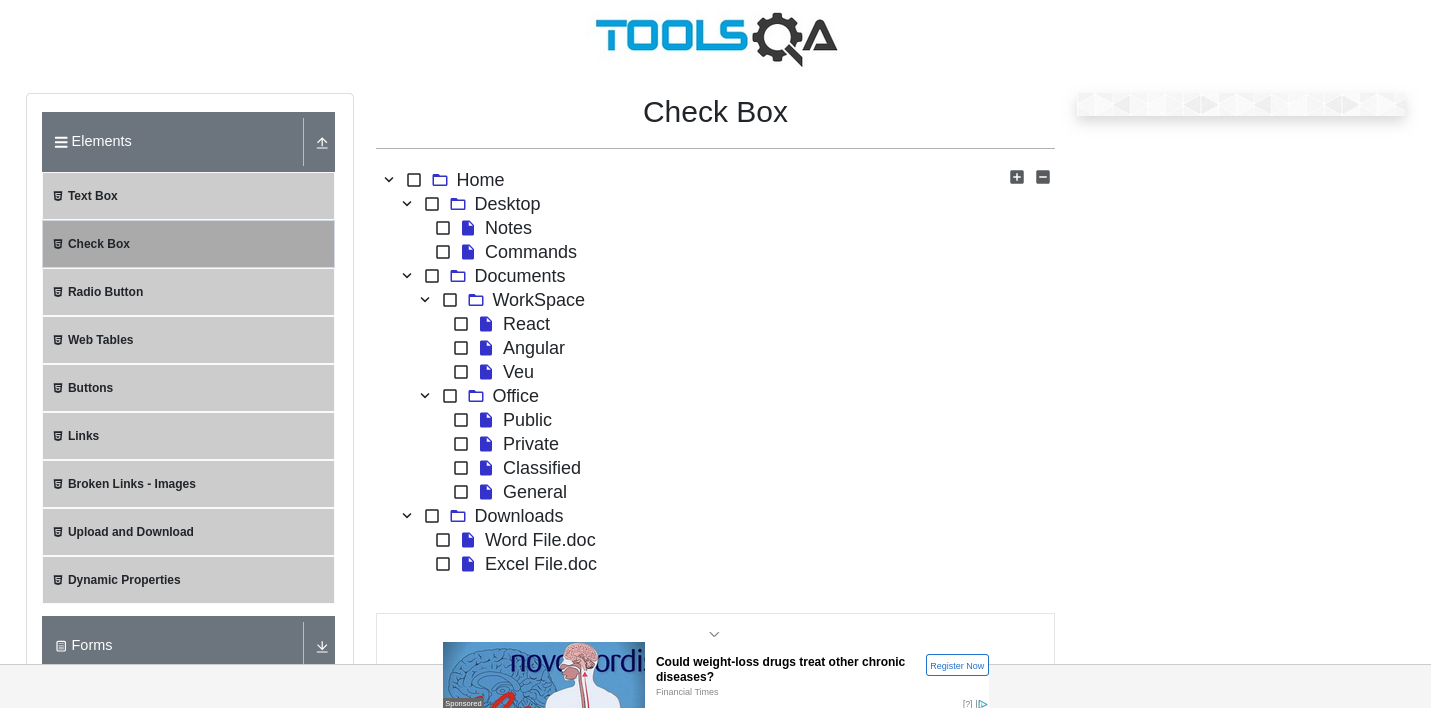 TOOLSQA
Elements
Text Box
Check Box
Radio Button
Web Tables
Buttons
Links
Broken Links - Images
Upload and Download
Dynamic Properties
Forms
Check Box
Home
Desktop
Notes
Commands
Documents
WorkSpace
React
Angular
Veu
Office
Public
Private
Classified
General
Downloads
Word File.doc
Excel File.doc
Sponsored
Could weight-loss drugs treat other chronic
diseases?
Financial Times
Register Now
[?]